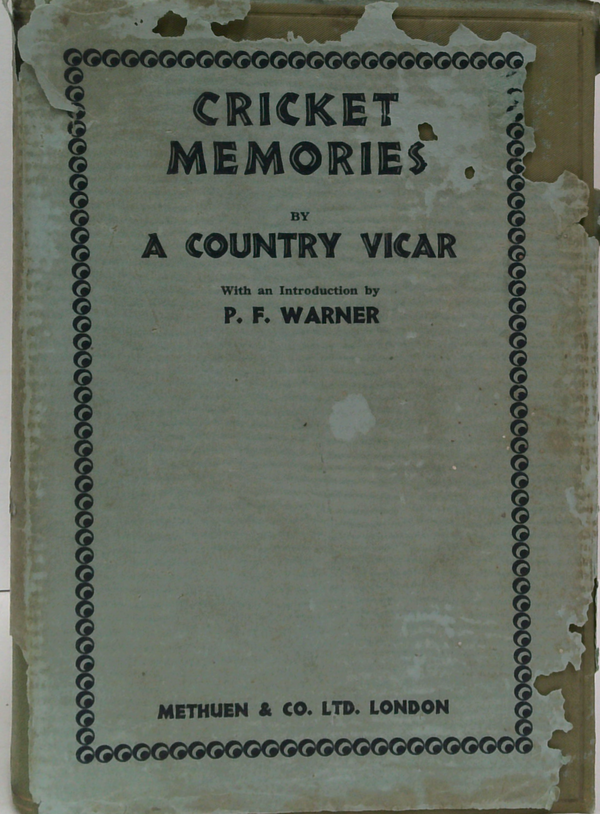 CRICKET
MEMORIES
BY
A COUNTRY VICAR
With an Introduction by
P. F. WARNER
METHUEN & CO. LTD. LONDON